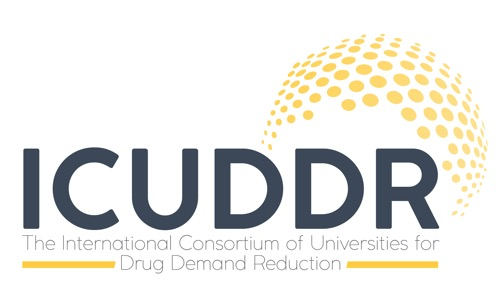 ICUDDR
The International Consortium of Universities for
Drug Demand Reduction